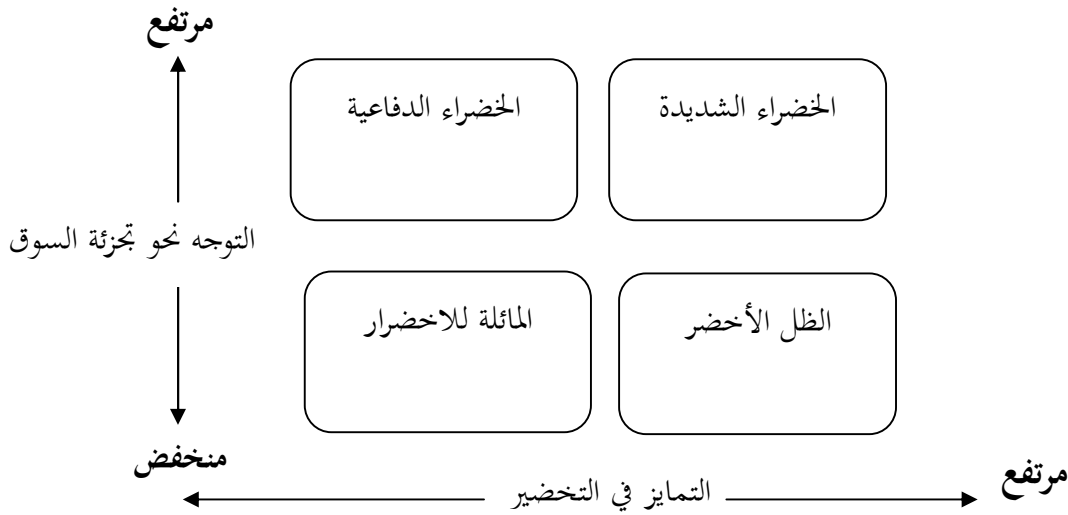 مرتفع
الخضراء الشديدة
الخضراء الدفاعية
التوجه نحو تجزئة السوق
الظل الأخضر
المائلة للاخضرار
منخفض
مرتفع
التمايز في التخضير